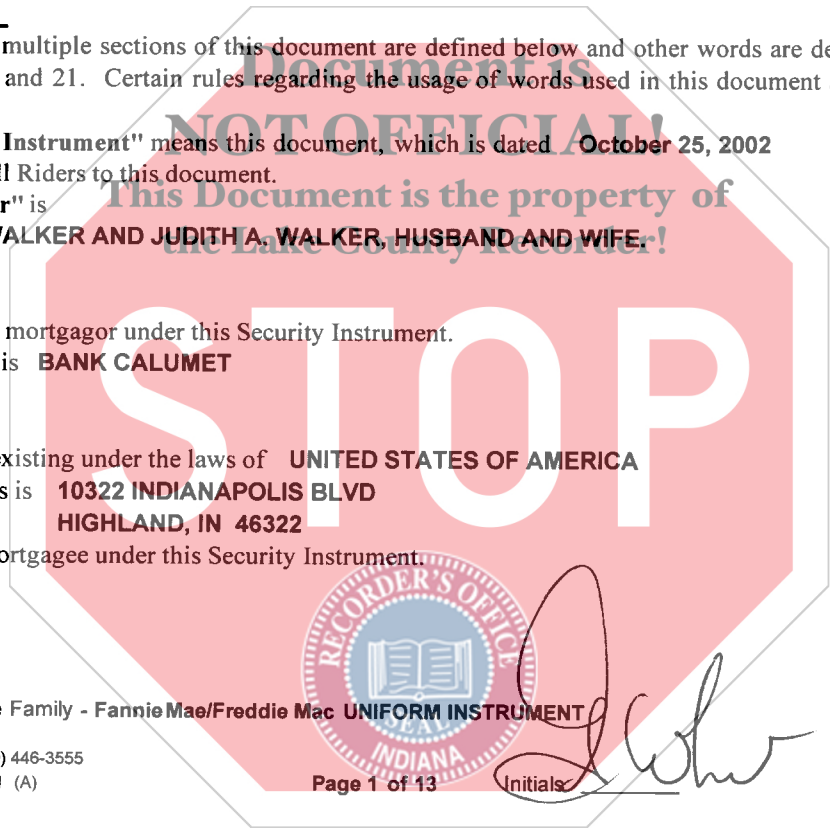 multiple sections of this document are defined below and other words are de
and 21. Certain rules regarding the usage of words used in this document
Document is
Instrument" means this document, which is dated October 25, 2002
NOT OFFICIAL!
l Riders to this document.
r" is
This Document is the property of
ALKER AND JUDITH A. WALKER, HUSBAND AND WIFE.
the Lake County Recorder!
mortgagor under this Security Instrument.
is BANK CALUMET
STOP
existing under the laws of UNITED STATES OF AMERICA
s is 10322 INDIANAPOLIS BLVD
HIGHLAND, IN 46322
ortgagee under this Security Instrument.
RECORDER'S OFFICE
SEAL
INDIANA
e Family - Fannie Mae/Freddie Mac UNIFORM INSTRUMENT
) 446-3555
(A)
Page 1 of 13
Initials